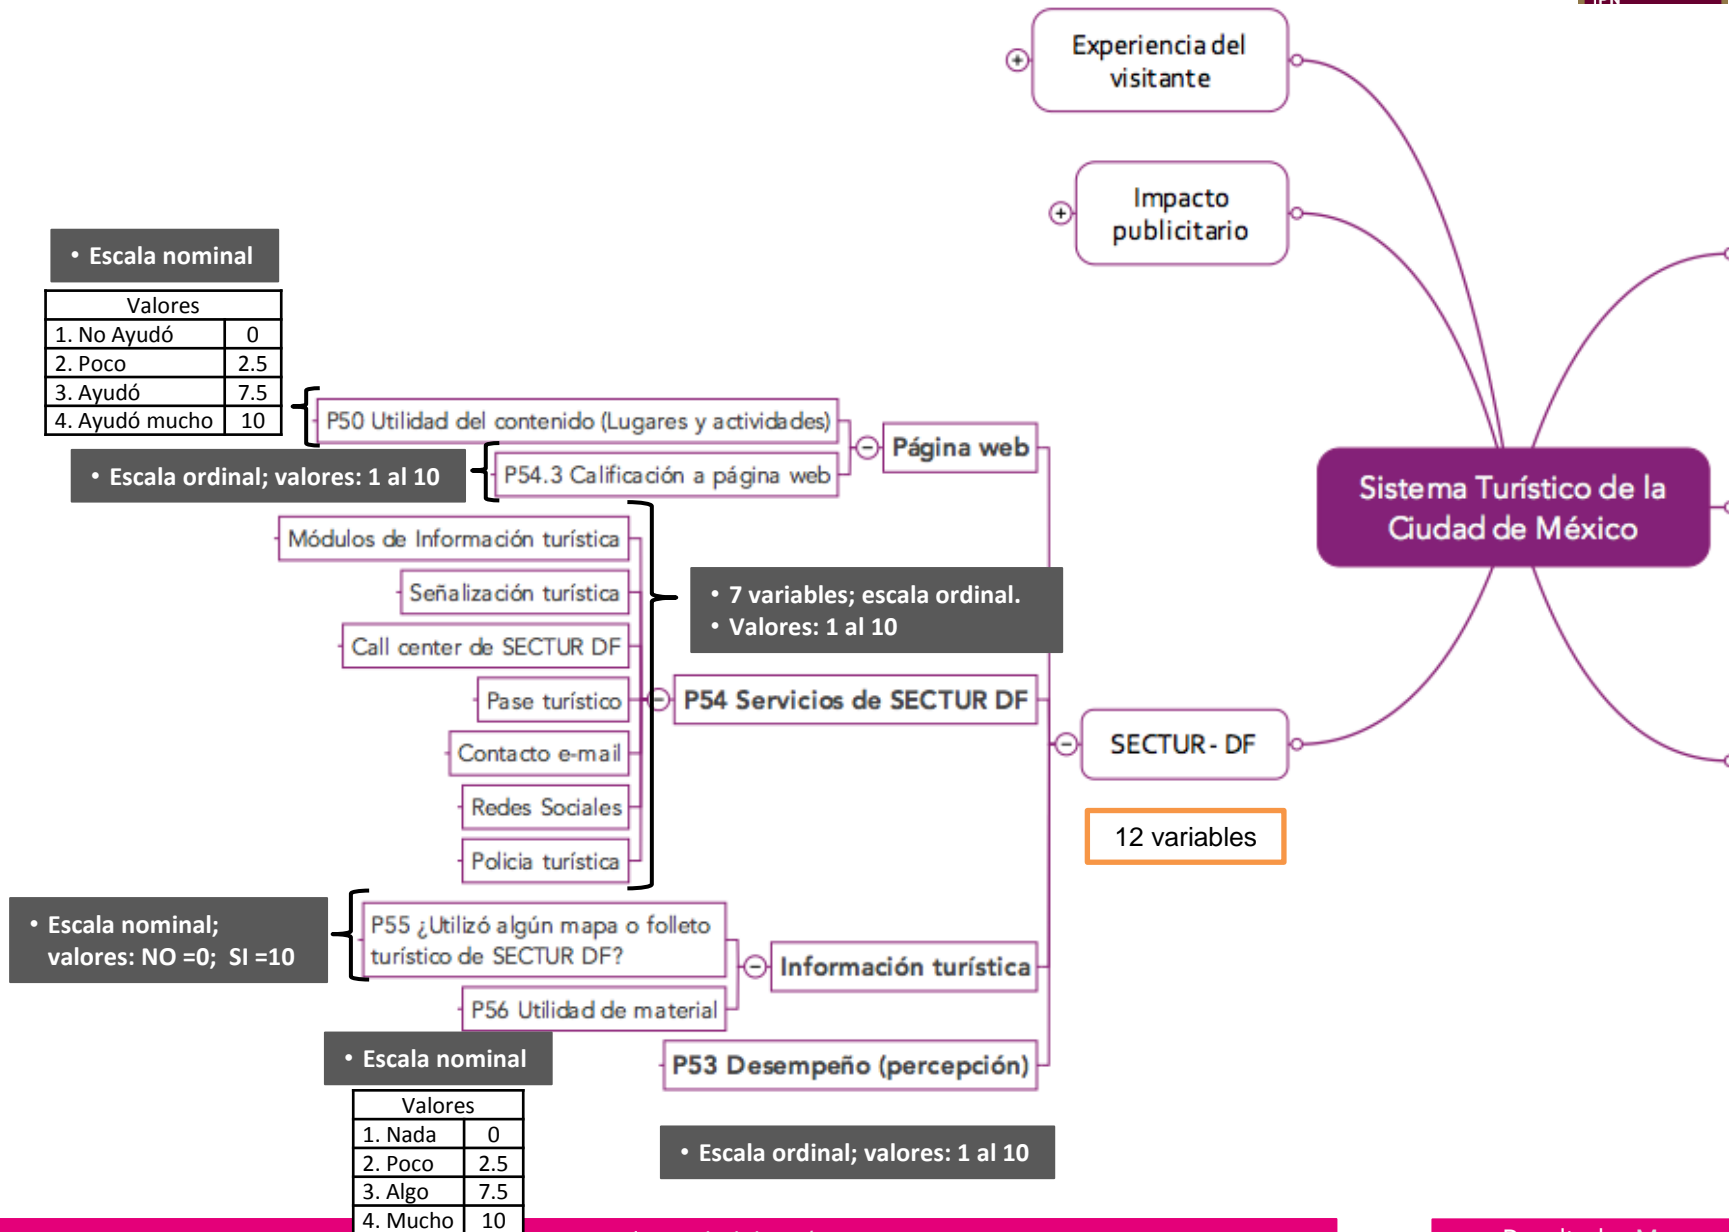 Experiencia del
visitante
Impacto
publicitario
• Escala nominal
Valores
1. No Ayudó 0
2. Poco 2.5
3. Ayudó 7.5
4. Ayudó mucho 10
P50 Utilidad del contenido (Lugares y actividades)
Página web
• Escala ordinal; valores: 1 al 10
P54.3 Calificación a página web
Sistema Turístico de la
Ciudad de México
Módulos de Información turística
Señalización turística
Call center de SECTUR DF
Pase turístico
Contacto e-mail
Redes Sociales
Policia turística
• 7 variables; escala ordinal.
• Valores: 1 al 10
P54 Servicios de SECTUR DF
SECTUR - DF
12 variables
• Escala nominal;
valores: NO =0; SI =10
P55 ¿Utilizó algún mapa o folleto
turístico de SECTUR DF?
Información turística
P56 Utilidad de material
• Escala nominal
P53 Desempeño (percepción)
Valores
1. Nada 0
2. Poco 2.5
3. Algo 7.5
4. Mucho 10
• Escala ordinal; valores: 1 al 10